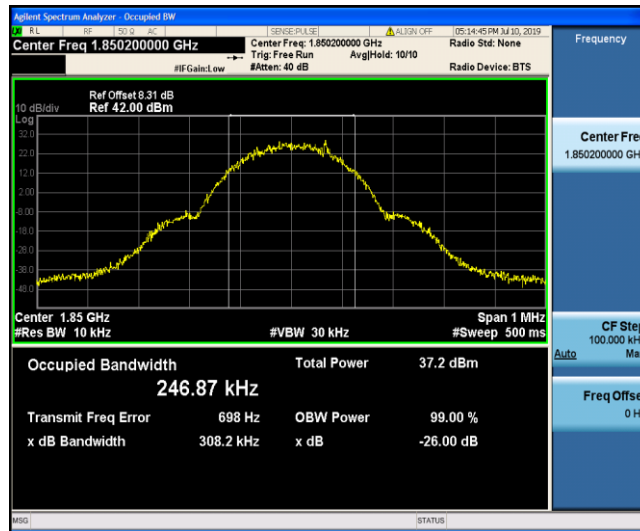 Agilent Spectrum Analyzer - Occupied BW
RL RF 50 Ω AC SENSE:PULSE ALIGN OFF 05:14:45 PM Jul 10, 2019
Center Freq 1.850200000 GHz
Center Freq: 1.850200000 GHz
Radio Std: None
Trig: Free Run Avg|Hold: 10/10
#IFGain:Low #Atten: 40 dB Radio Device: BTS
Ref Offset 8.31 dB
10 dB/div Ref 42.00 dBm
Log
32.0
22.0
12.0
2.00
-8.00
-18.0
-28.0
-38.0
-48.0
Center 1.85 GHz Span 1 MHz
#Res BW 10 kHz #VBW 30 kHz #Sweep 500 ms
Occupied Bandwidth Total Power 37.2 dBm
246.87 kHz
Transmit Freq Error 698 Hz OBW Power 99.00 %
x dB Bandwidth 308.2 kHz x dB -26.00 dB
MSG STATUS
Frequency
Center Fre
1.850200000 GH
CF Ste
100.000 kH
Auto Ma
Freq Offse
0 H